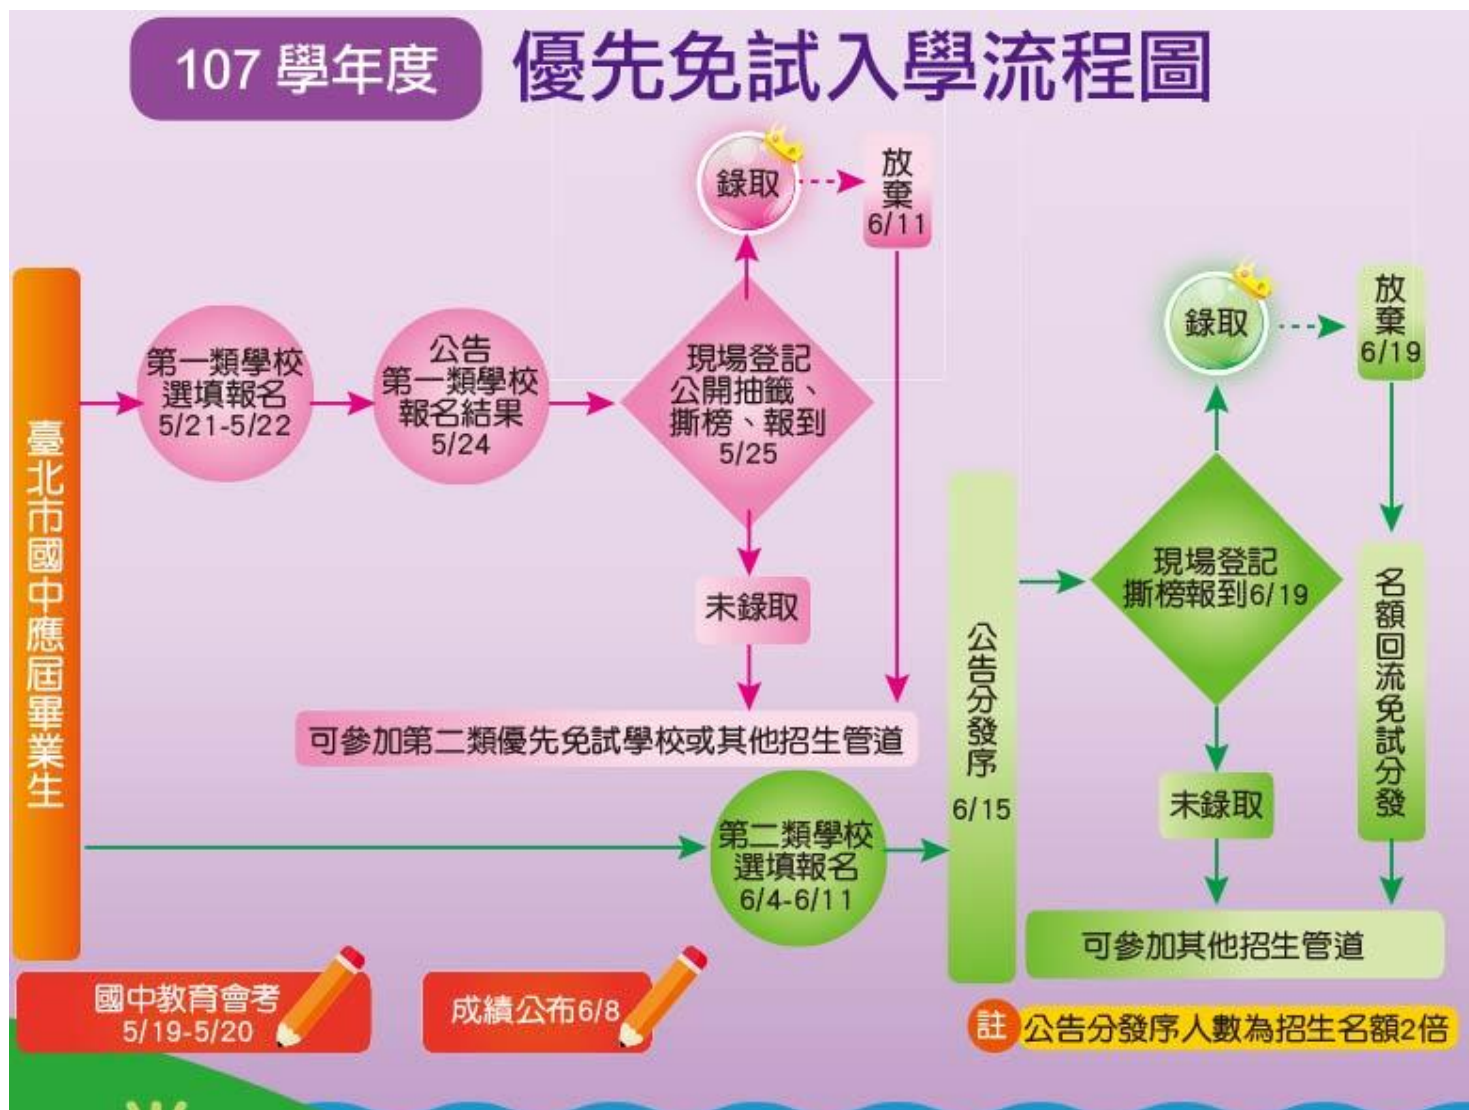 107 學年度
優先免試入學流程圖
錄取
放棄
6/11
第一類學校
選填報名
5/21-5/22
公告
第一類學校
報名結果
5/24
現場登記
公開抽籤、
撕榜、報到
5/25
未錄取
可參加第二類優先免試學校或其他招生管道
臺北市國中應屆畢業生
第二類學校
選填報名
6/4-6/11
公告分發序
6/15
現場登記
撕榜報到6/19
錄取
放棄
6/19
名額回流免試分發
未錄取
可參加其他招生管道
國中教育會考
5/19-5/20
成績公布6/8
註 公告分發序人數為招生名額2倍